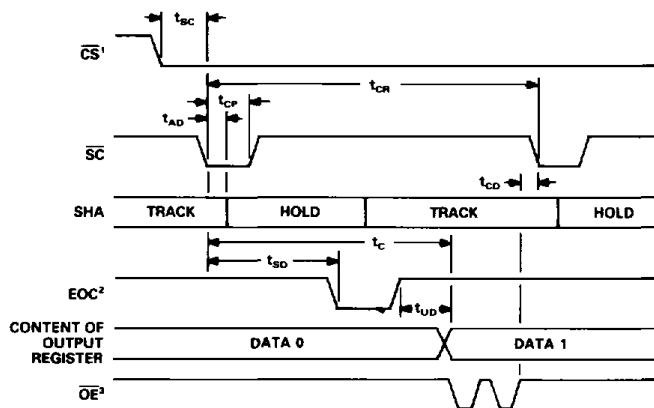 tSC
CS¹
tCR
tCP
tAD
SC
tCD
SHA
TRACK
HOLD
TRACK
HOLD
tC
tSD
EOC²
tUD
CONTENT OF
OUTPUT
REGISTER
DATA 0
DATA 1
OE³